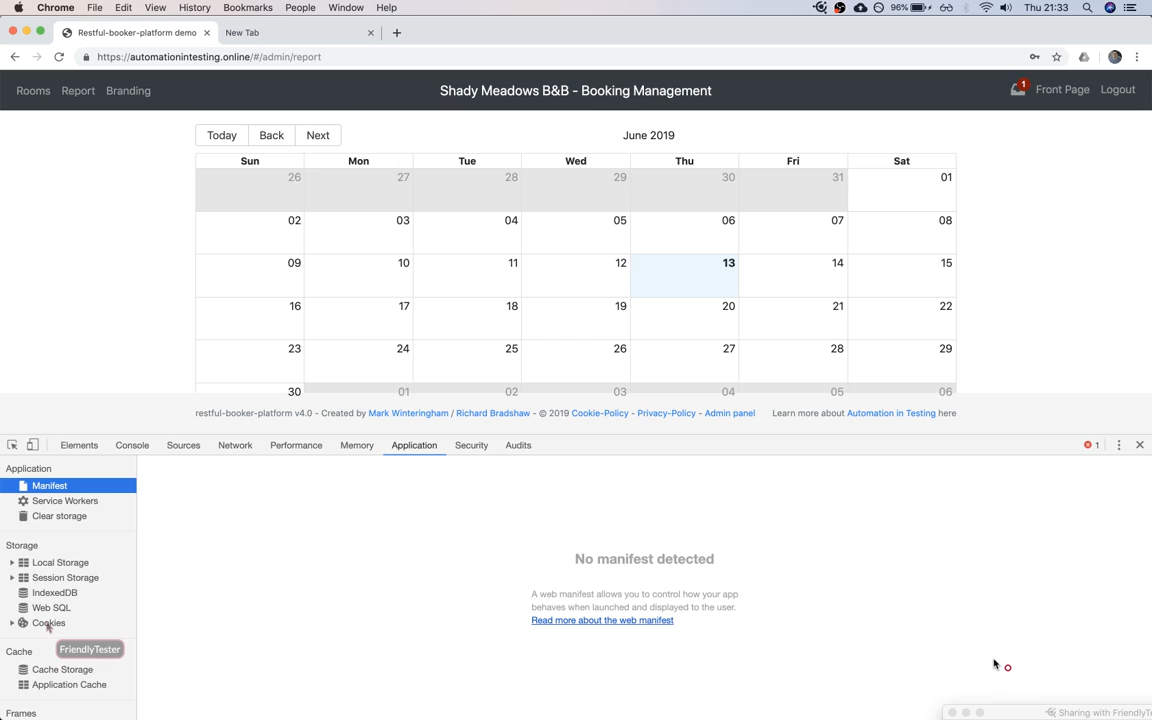 Chrome File Edit View History Bookmarks People Window Help 96% Thu 21:33
Restful-booker-platform demo New Tab
https://automationintesting.online/#/admin/report
Rooms Report Branding Shady Meadows B&B - Booking Management 1 Front Page Logout
Today Back Next June 2019
Sun Mon Tue Wed Thu Fri Sat
26 27 28 29 30 31 01
02 03 04 05 06 07 08
09 10 11 12 13 14 15
16 17 18 19 20 21 22
23 24 25 26 27 28 29
30 01 02 03 04 05 06
restful-booker-platform v4.0 - Created by Mark Winteringham / Richard Bradshaw - © 2019 Cookie-Policy - Privacy-Policy - Admin panel Learn more about Automation in Testing here
Elements Console Sources Network Performance Memory Application Security Audits 1
Application
Manifest
Service Workers
Clear storage
Storage
Local Storage
Session Storage
IndexedDB
Web SQL
Cookies
FriendlyTester
Cache
Cache Storage
Application Cache
Frames
No manifest detected
A web manifest allows you to control how your app
behaves when launched and displayed to the user.
Read more about the web manifest
Sharing with FriendlyTe